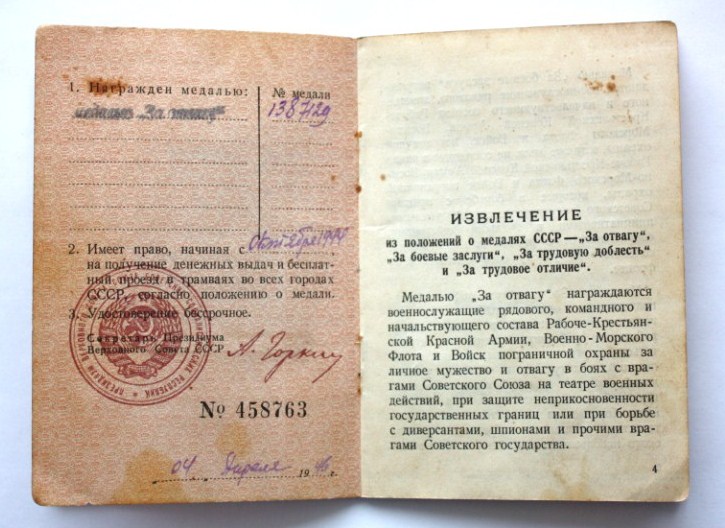 1. Награжден медалью:
№ медали
медалью „За отвагу“
1387129
2. Имеет право, начиная с октября 1944
на получение денежных выдач и бесплат-
ный проезд в трамваях во всех городах
СССР, согласно положению о медали.
3. Удостоверение бессрочное.
Секретарь Президиума
Верховного Совета СССР
А. Горкин
№ 458763
04 Апреля 1946 г.
ИЗВЛЕЧЕНИЕ
из положений о медалях СССР — „За отвагу“,
„За боевые заслуги“, „За трудовую доблесть“
и „За трудовое отличие“.
Медалью „За отвагу“ награждаются
военнослужащие рядового, командного и
начальствующего состава Рабоче-Крестьян-
ской Красной Армии, Военно-Морского
Флота и Войск пограничной охраны за
личное мужество и отвагу в боях с вра-
гами Советского Союза на театре военных
действий, при защите неприкосновенности
государственных границ или при борьбе
с диверсантами, шпионами и прочими вра-
гами Советского государства.
4